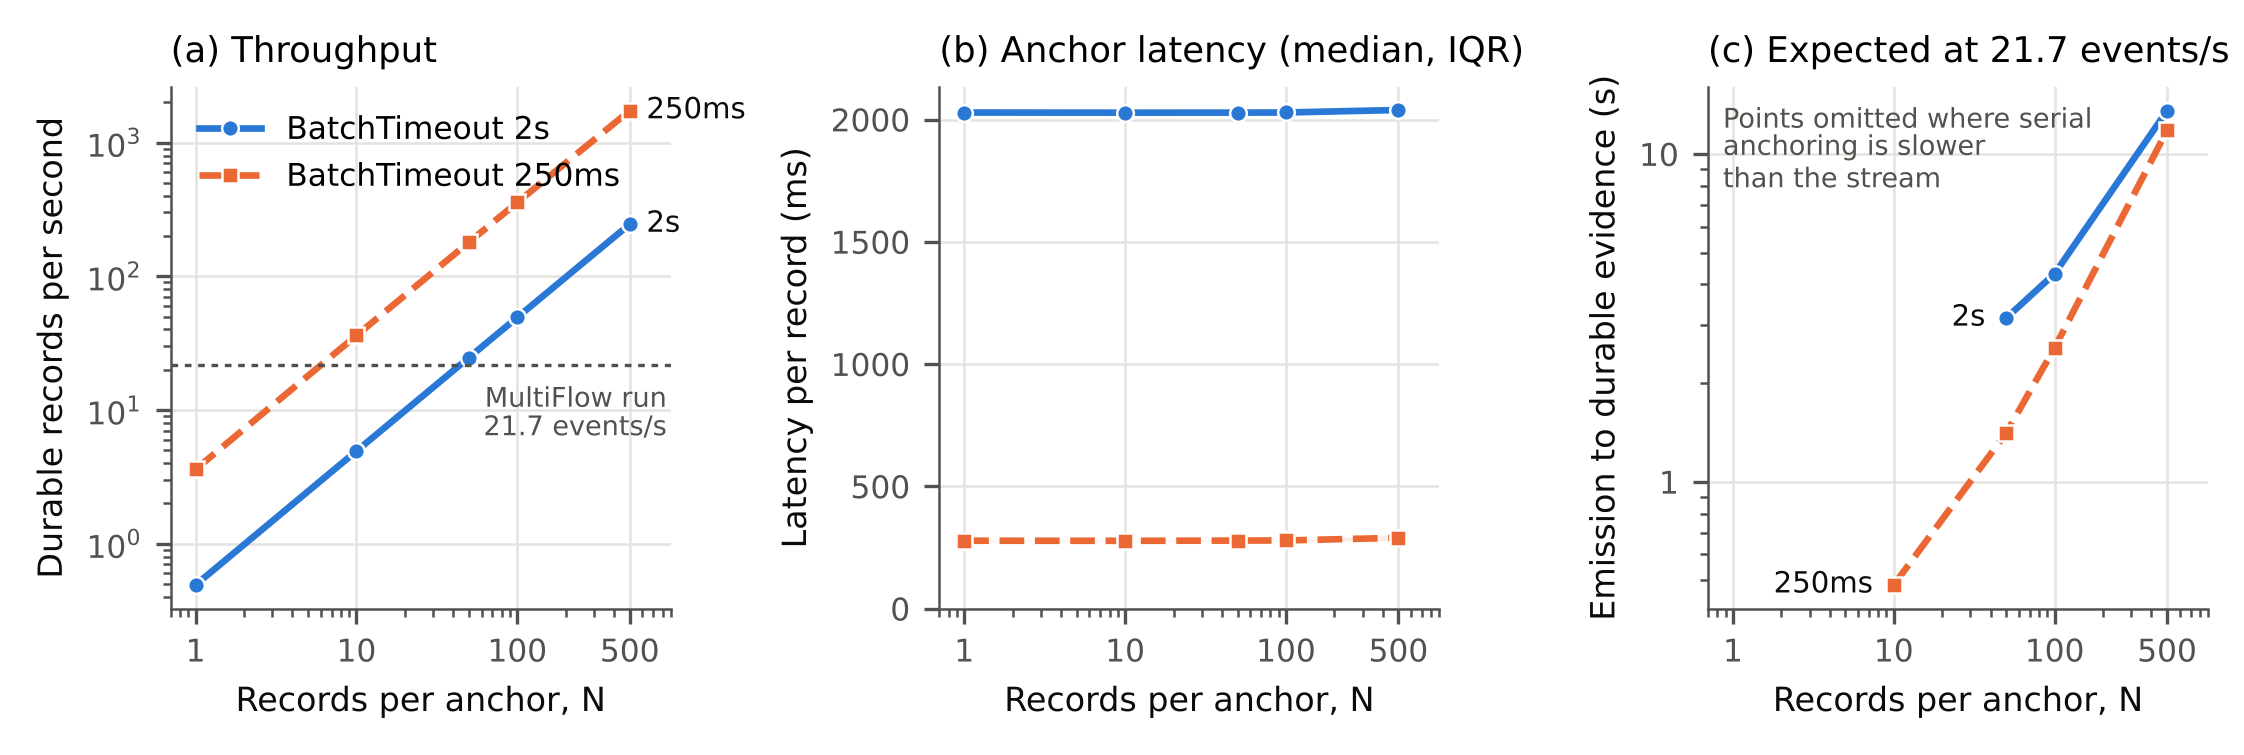 (a) Throughput
Durable records per second
10³
10²
10¹
10⁰
BatchTimeout 2s
BatchTimeout 250ms
250ms
2s
MultiFlow run
21.7 events/s
1
10
100
500
Records per anchor, N
(b) Anchor latency (median, IQR)
Latency per record (ms)
2000
1500
1000
500
0
1
10
100
500
Records per anchor, N
(c) Expected at 21.7 events/s
Emission to durable evidence (s)
10
1
Points omitted where serial
anchoring is slower
than the stream
2s
250ms
1
10
100
500
Records per anchor, N